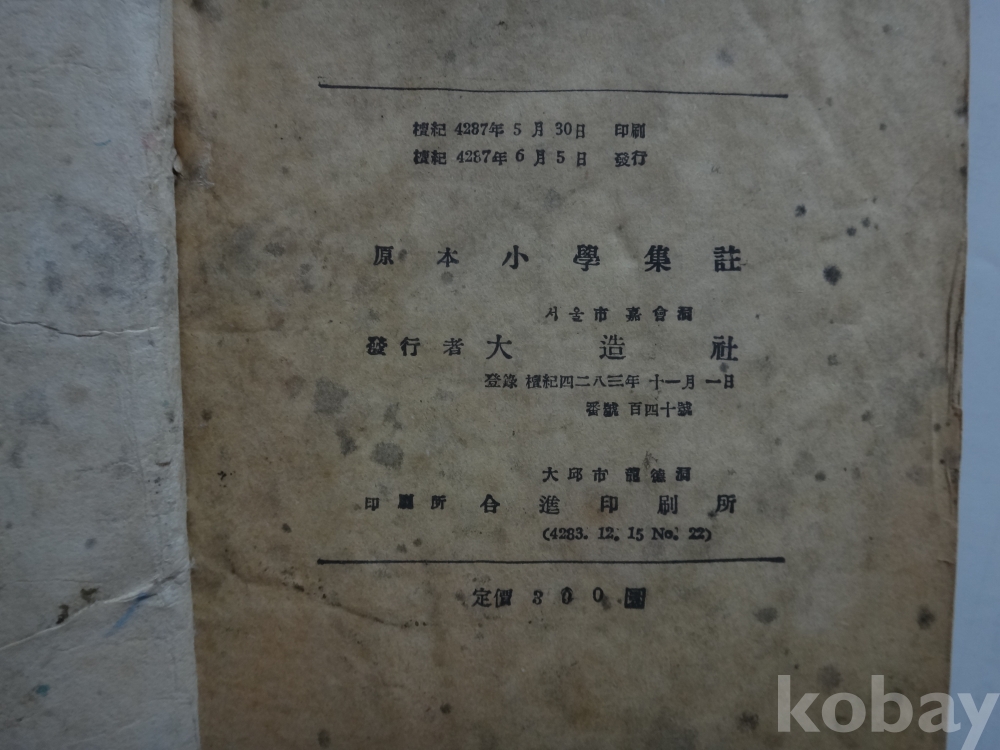 檀紀 4287年 5 月 30日 印刷
檀紀 4287年 6 月 5 日 發行
原本 小學集註
서울市 嘉會洞
發行者 大造社
登錄 檀紀四二八三年 十一月 一日
番號 百四十號
大邱市 龍德洞
印刷所 合進印刷所
(4283. 12. 15 No. 22)
定價 300 圜
kobay